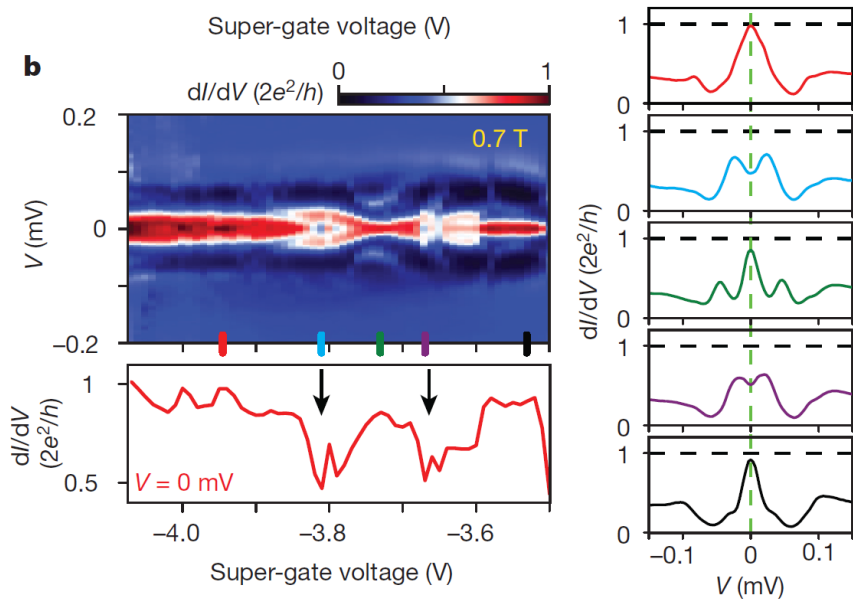 Super-gate voltage (V)
b
0 1
dI/dV (2e²/h)
0.2
0.7 T
V (mV)
0
−0.2
dI/dV
(2e²/h)
1
0.5
V = 0 mV
−4.0 −3.8 −3.6
Super-gate voltage (V)
dI/dV (2e²/h)
1
0
1
0
1
0
1
0
1
0
−0.1 0 0.1
V (mV)